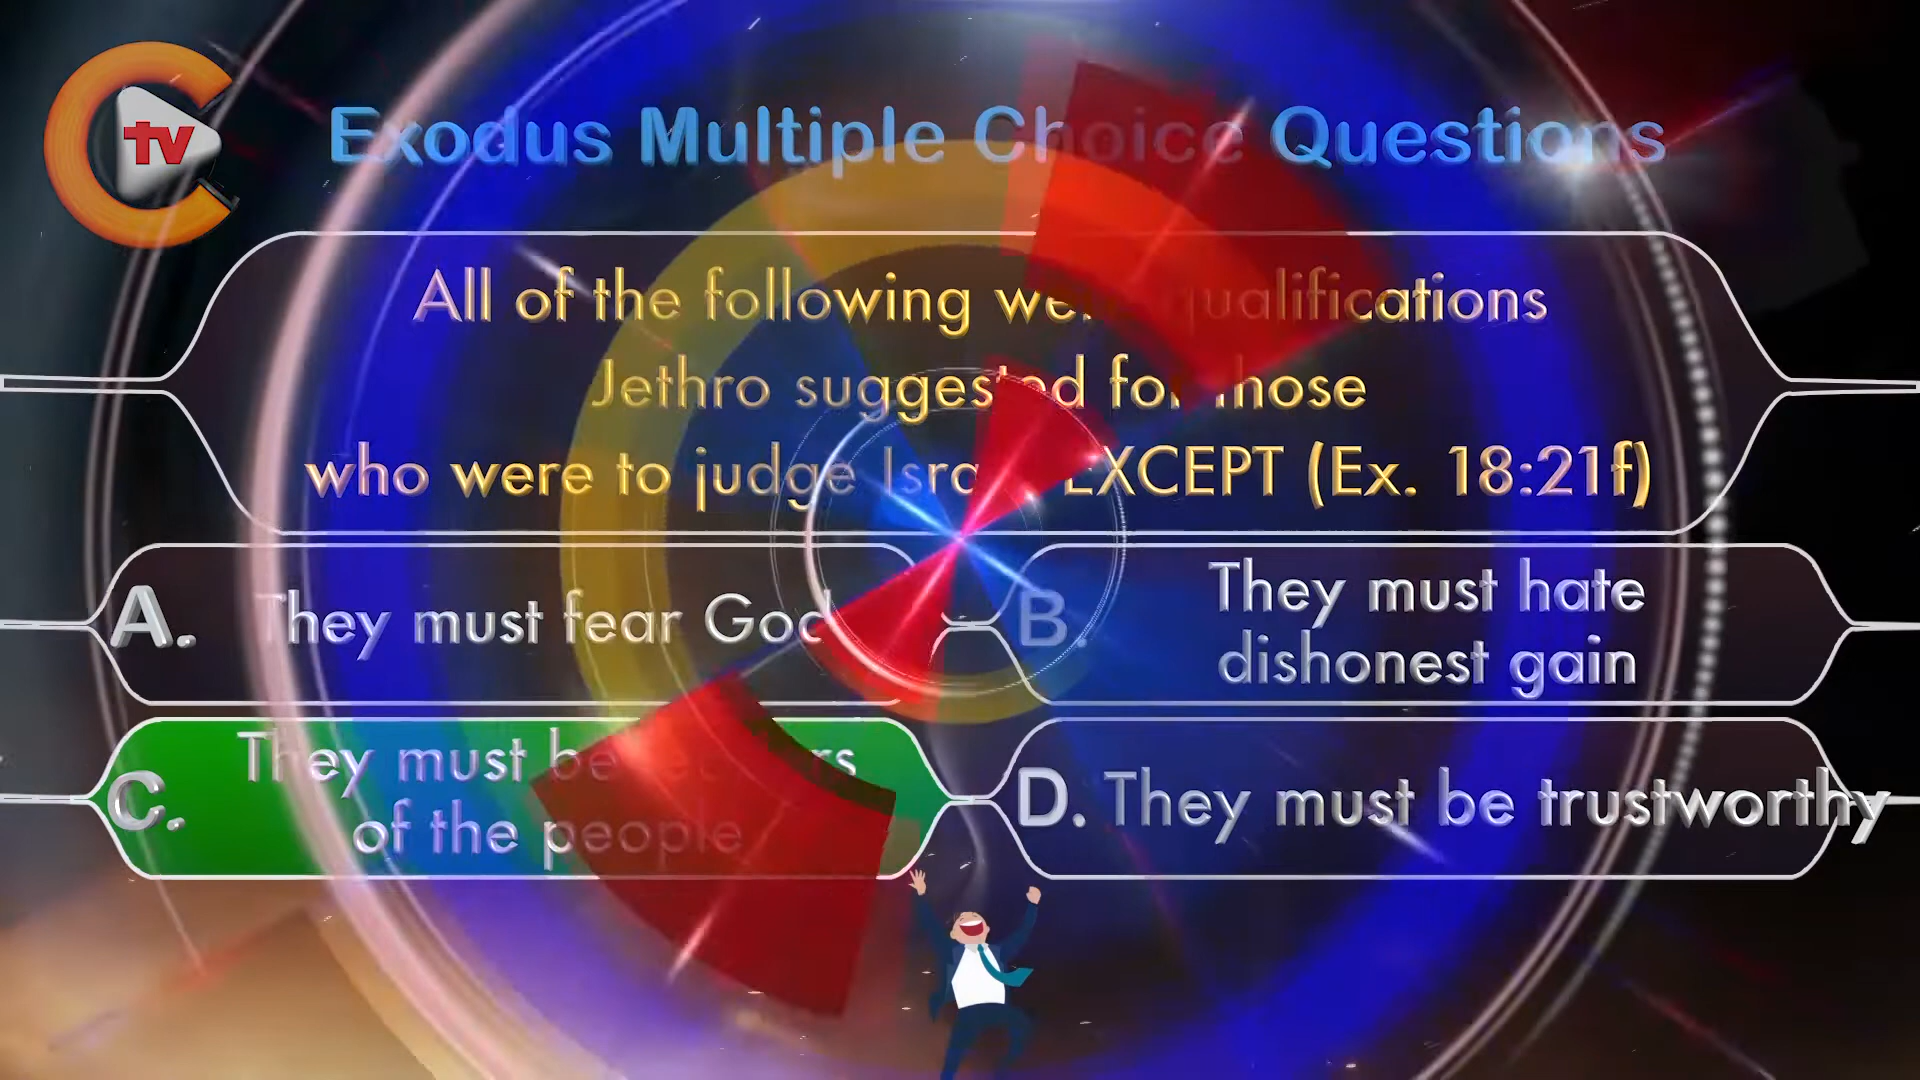 tv
Exodus Multiple Choice Questions
All of the following were qualifications
Jethro suggested for those
who were to judge EXCEPT (Ex. 18:21f)
A. They must fear God
B. They must hate
dishonest gain
C. They must be
of the people
D. They must be trustworthy